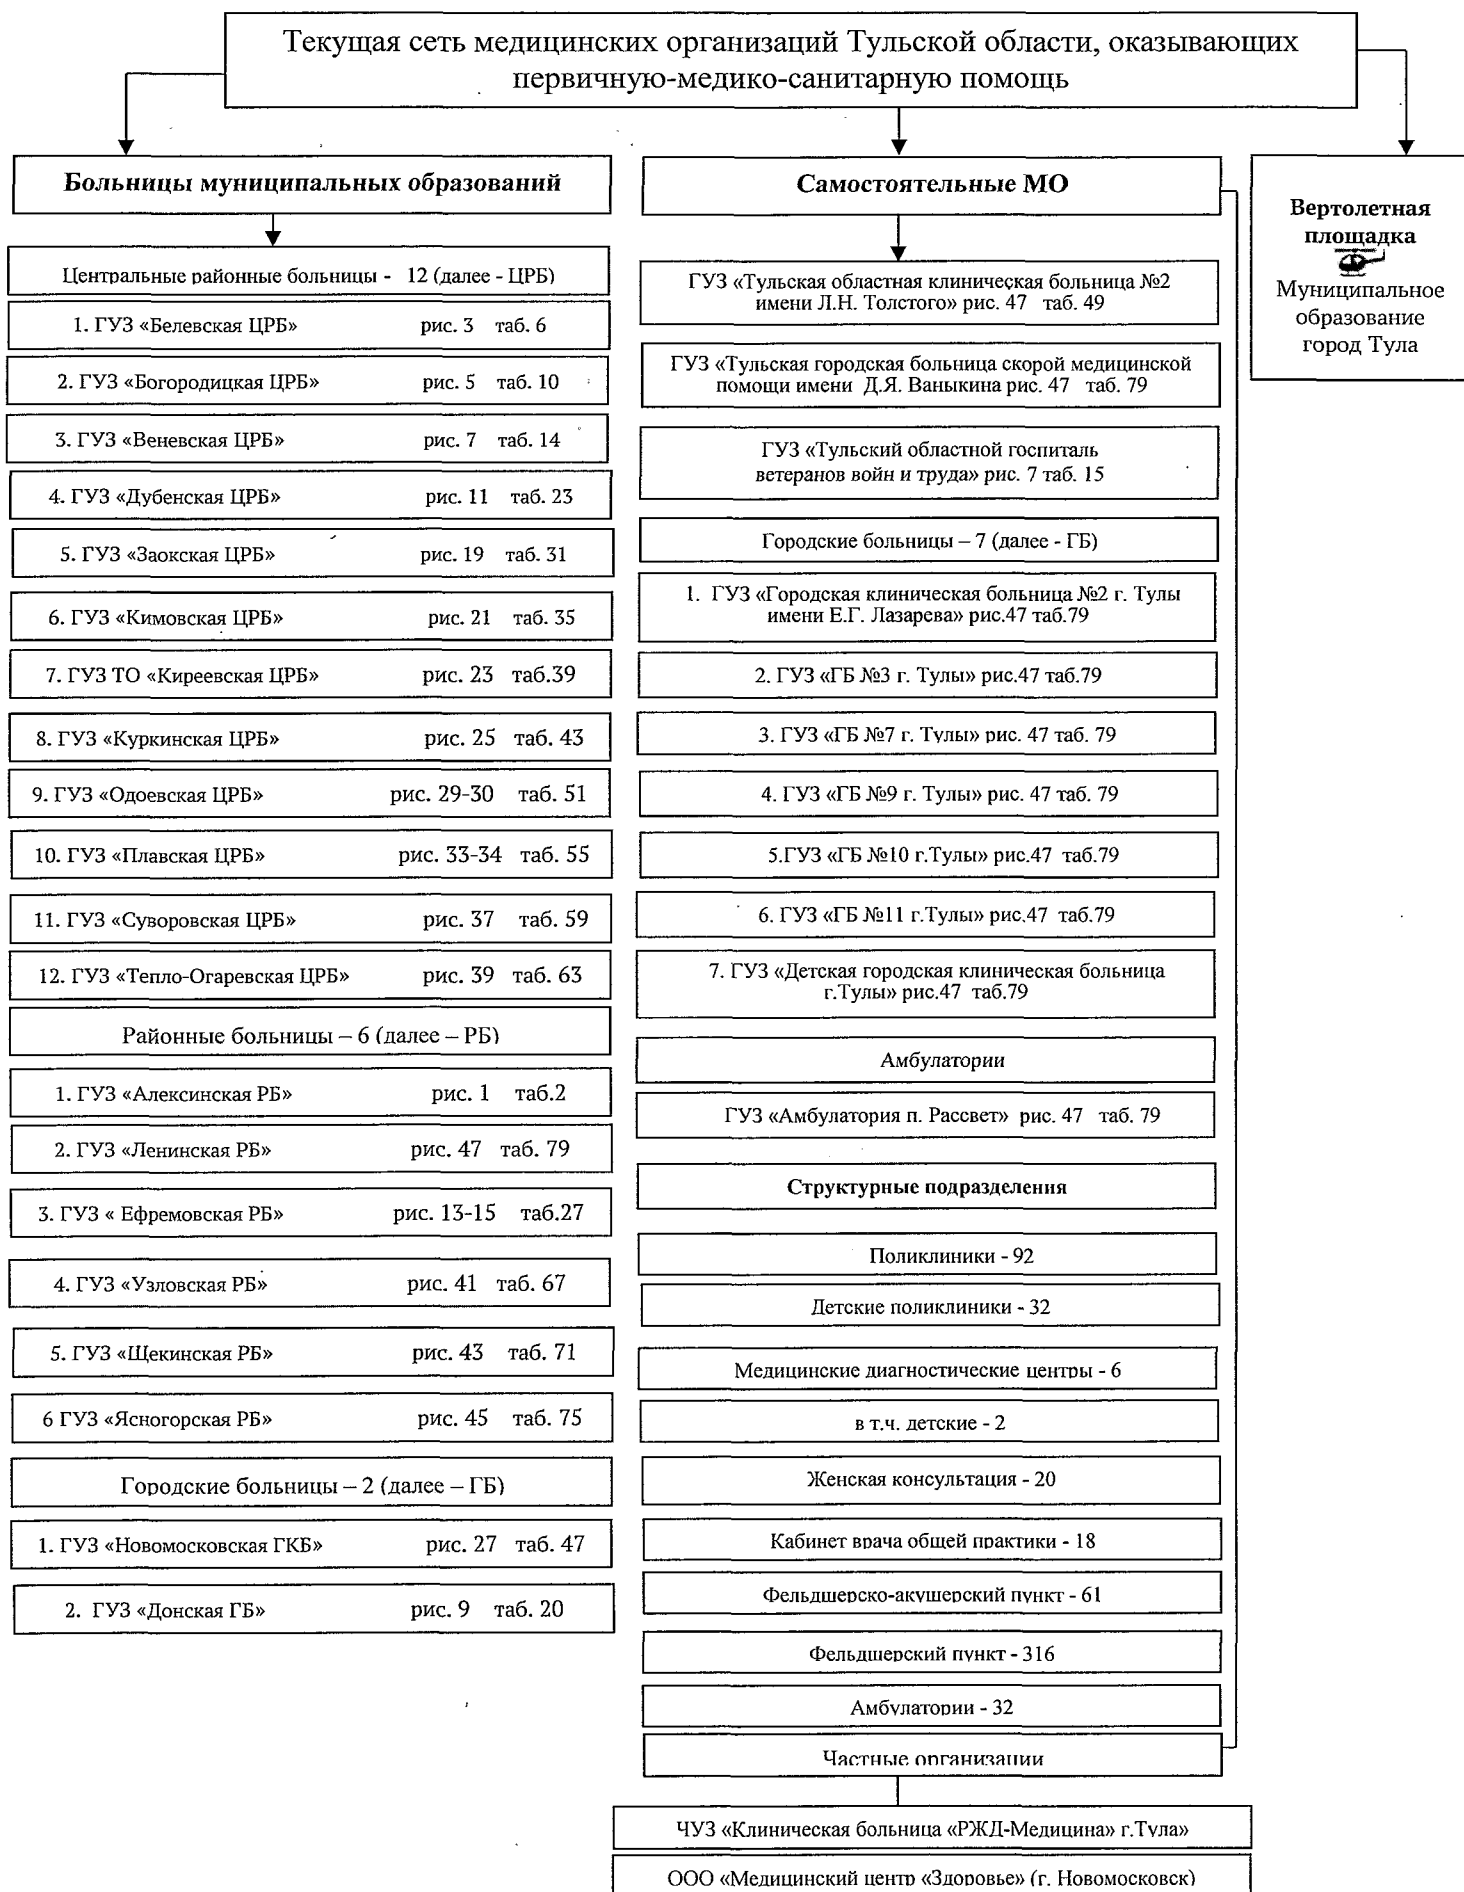 Текущая сеть медицинских организаций Тульской области, оказывающих
первичную-медико-санитарную помощь
Больницы муниципальных образований
Центральные районные больницы - 12 (далее - ЦРБ)
1. ГУЗ «Белевская ЦРБ» рис. 3 таб. 6
2. ГУЗ «Богородицкая ЦРБ» рис. 5 таб. 10
3. ГУЗ «Веневская ЦРБ» рис. 7 таб. 14
4. ГУЗ «Дубенская ЦРБ» рис. 11 таб. 23
5. ГУЗ «Заокская ЦРБ» рис. 19 таб. 31
6. ГУЗ «Кимовская ЦРБ» рис. 21 таб. 35
7. ГУЗ ТО «Киреевская ЦРБ» рис. 23 таб.39
8. ГУЗ «Куркинская ЦРБ» рис. 25 таб. 43
9. ГУЗ «Одоевская ЦРБ» рис. 29-30 таб. 51
10. ГУЗ «Плавская ЦРБ» рис. 33-34 таб. 55
11. ГУЗ «Суворовская ЦРБ» рис. 37 таб. 59
12. ГУЗ «Тепло-Огаревская ЦРБ» рис. 39 таб. 63
Районные больницы – 6 (далее – РБ)
1. ГУЗ «Алексинская РБ» рис. 1 таб.2
2. ГУЗ «Ленинская РБ» рис. 47 таб. 79
3. ГУЗ « Ефремовская РБ» рис. 13-15 таб.27
4. ГУЗ «Узловская РБ» рис. 41 таб. 67
5. ГУЗ «Щекинская РБ» рис. 43 таб. 71
6 ГУЗ «Ясногорская РБ» рис. 45 таб. 75
Городские больницы – 2 (далее – ГБ)
1. ГУЗ «Новомосковская ГКБ» рис. 27 таб. 47
2. ГУЗ «Донская ГБ» рис. 9 таб. 20
Самостоятельные МО
ГУЗ «Тульская областная клиническая больница №2
имени Л.Н. Толстого» рис. 47 таб. 49
ГУЗ «Тульская городская больница скорой медицинской
помощи имени Д.Я. Ваныкина рис. 47 таб. 79
ГУЗ «Тульский областной госпиталь
ветеранов войн и труда» рис. 7 таб. 15
Городские больницы – 7 (далее - ГБ)
1. ГУЗ «Городская клиническая больница №2 г. Тулы
имени Е.Г. Лазарева» рис.47 таб.79
2. ГУЗ «ГБ №3 г. Тулы» рис.47 таб.79
3. ГУЗ «ГБ №7 г. Тулы» рис. 47 таб. 79
4. ГУЗ «ГБ №9 г. Тулы» рис. 47 таб. 79
5.ГУЗ «ГБ №10 г.Тулы» рис.47 таб.79
6. ГУЗ «ГБ №11 г.Тулы» рис.47 таб.79
7. ГУЗ «Детская городская клиническая больница
г.Тулы» рис.47 таб.79
Амбулатории
ГУЗ «Амбулатория п. Рассвет» рис. 47 таб. 79
Структурные подразделения
Поликлиники - 92
Детские поликлиники - 32
Медицинские диагностические центры - 6
в т.ч. детские - 2
Женская консультация - 20
Кабинет врача общей практики - 18
Фельдшерско-акушерский пункт - 61
Фельдшерский пункт - 316
Амбулатории - 32
Частные организации
ЧУЗ «Клиническая больница «РЖД-Медицина» г.Тула»
ООО «Медицинский центр «Здоровье» (г. Новомосковск)
Вертолетная
площадка
Муниципальное
образование
город Тула